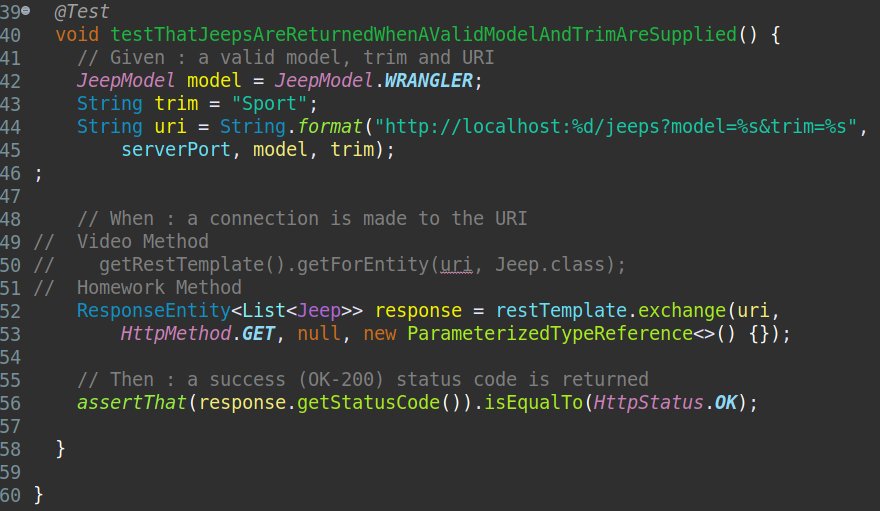 39 @Test
40 void testThatJeepsAreReturnedWhenAValidModelAndTrimAreSupplied() {
41 // Given : a valid model, trim and URI
42 JeepModel model = JeepModel.WRANGLER;
43 String trim = "Sport";
44 String uri = String.format("http://localhost:%d/jeeps?model=%s&trim=%s",
45 serverPort, model, trim);
46 ;
47
48 // When : a connection is made to the URI
49 // Video Method
50 // getRestTemplate().getForEntity(uri, Jeep.class);
51 // Homework Method
52 ResponseEntity<List<Jeep>> response = restTemplate.exchange(uri,
53 HttpMethod.GET, null, new ParameterizedTypeReference<>() {});
54
55 // Then : a success (OK-200) status code is returned
56 assertThat(response.getStatusCode()).isEqualTo(HttpStatus.OK);
57
58 }
59
60 }